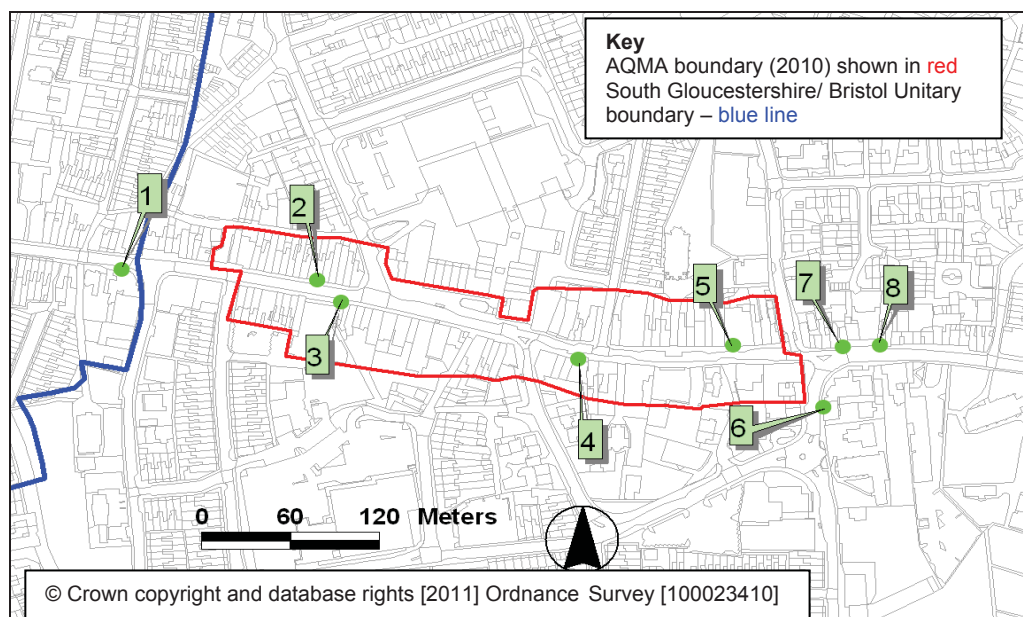 Key
AQMA boundary (2010) shown in red
South Gloucestershire/ Bristol Unitary
boundary – blue line
1
2
3
4
5
6
7
8
0 60 120 Meters
© Crown copyright and database rights [2011] Ordnance Survey [100023410]